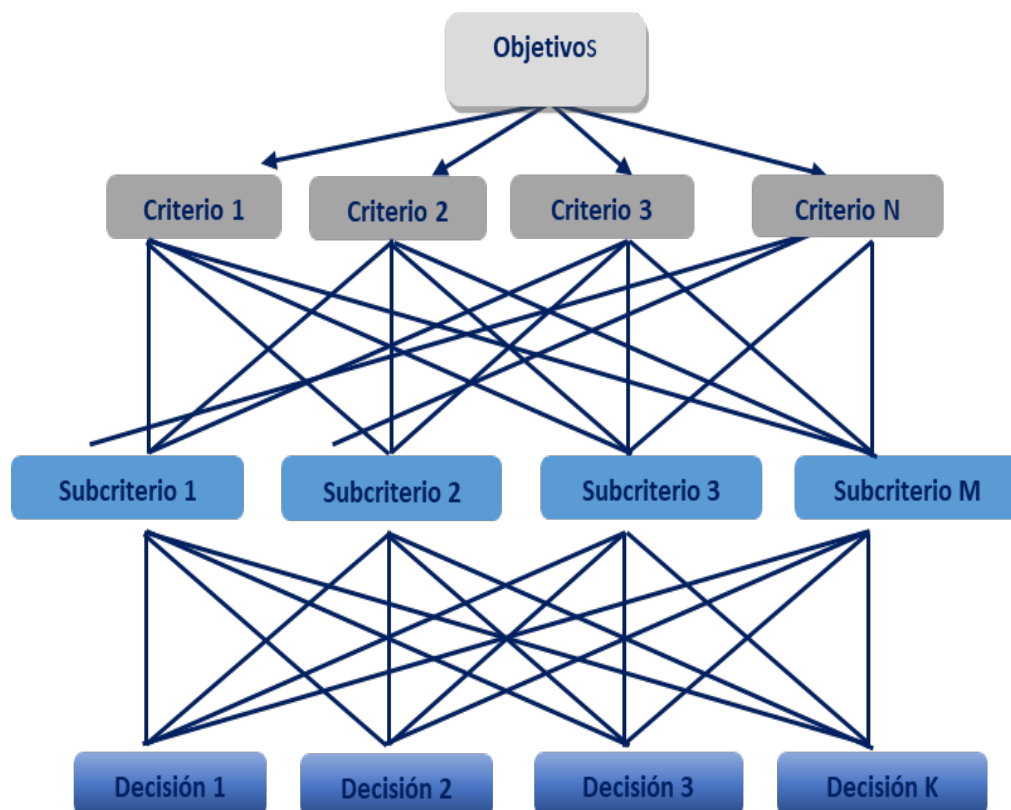 Objetivos
Criterio 1
Criterio 2
Criterio 3
Criterio N
Subcriterio 1
Subcriterio 2
Subcriterio 3
Subcriterio M
Decisión 1
Decisión 2
Decisión 3
Decisión K